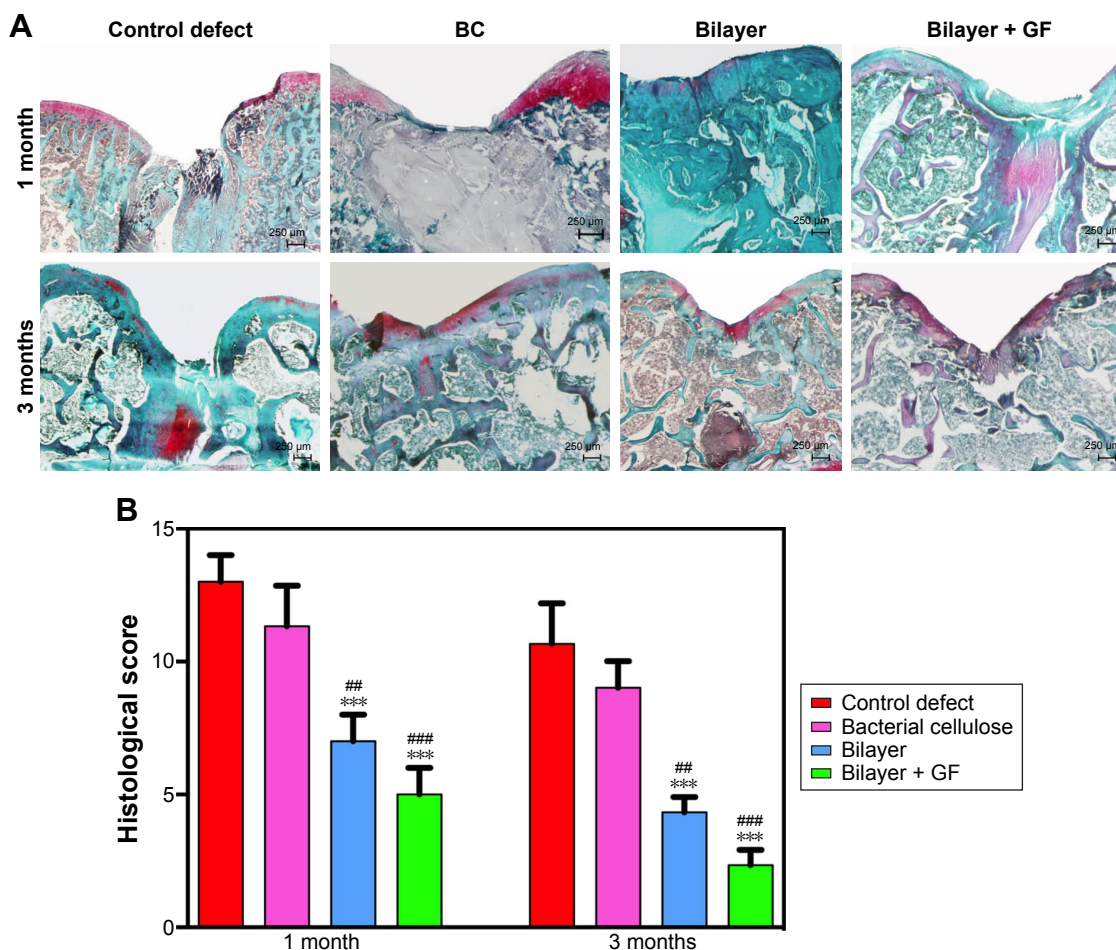 A
Control defect
BC
Bilayer
Bilayer + GF
1 month
250 µm
250 µm
250 µm
250 µm
3 months
250 µm
250 µm
250 µm
250 µm
B
Histological score
15
10
5
0
##
***
###
***
##
***
###
***
1 month
3 months
Control defect
Bacterial cellulose
Bilayer
Bilayer + GF